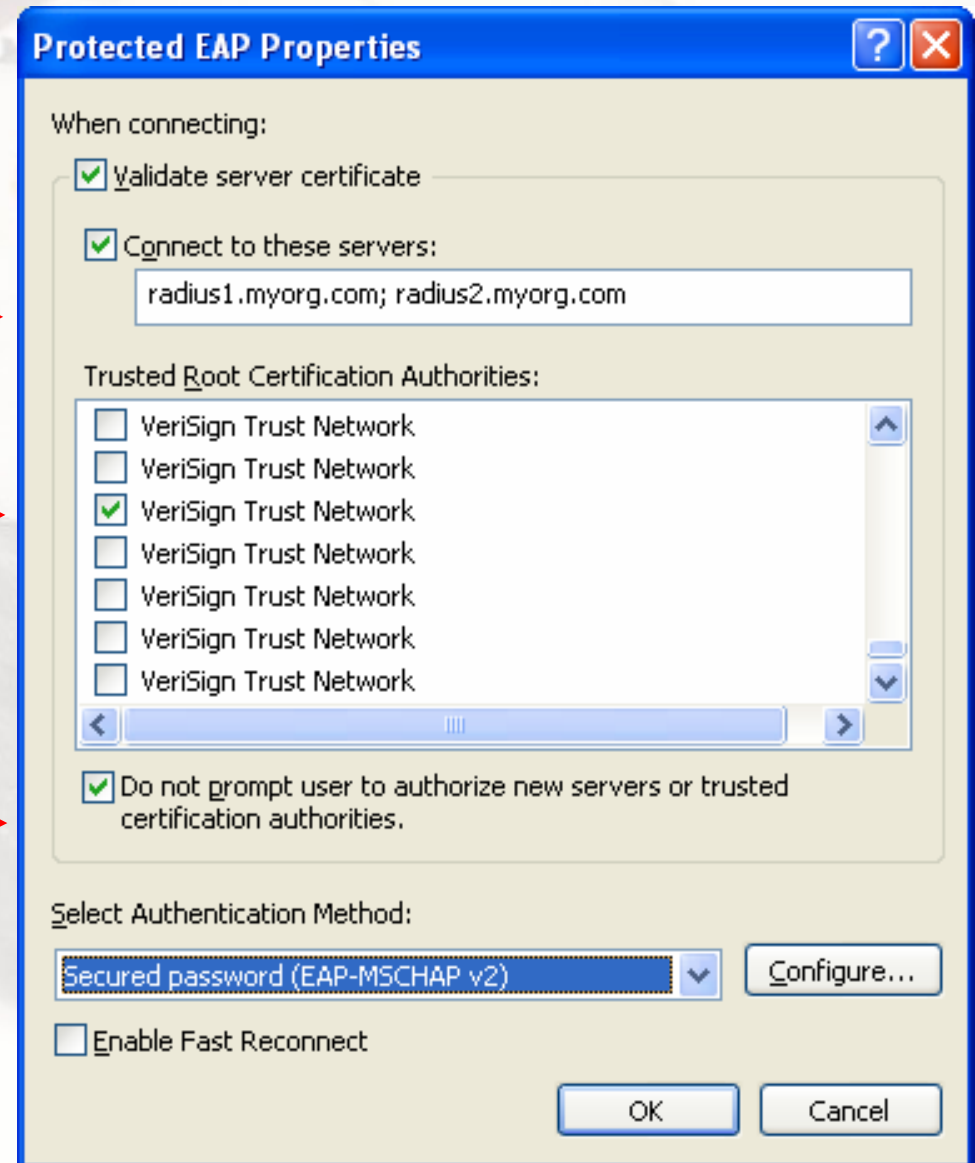 Protected EAP Properties
When connecting:
Validate server certificate
Connect to these servers:
radius1.myorg.com; radius2.myorg.com
Trusted Root Certification Authorities:
VeriSign Trust Network
VeriSign Trust Network
VeriSign Trust Network
VeriSign Trust Network
VeriSign Trust Network
VeriSign Trust Network
VeriSign Trust Network
Do not prompt user to authorize new servers or trusted
certification authorities.
Select Authentication Method:
Secured password (EAP-MSCHAP v2)
Configure...
Enable Fast Reconnect
OK
Cancel